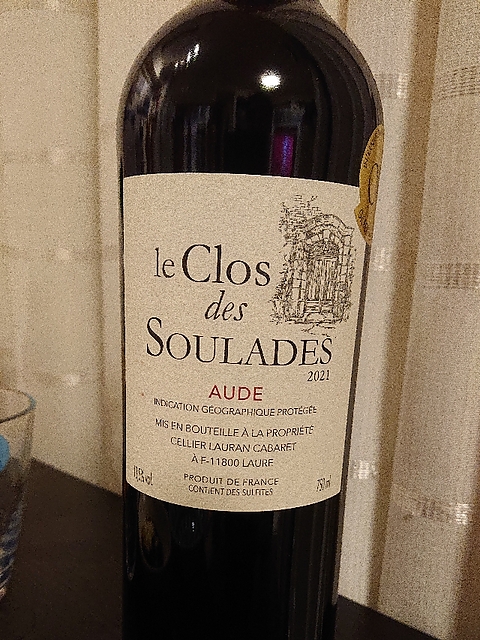 le Clos
des
SOULADES
2021
AUDE
INDICATION GÉOGRAPHIQUE PROTÉGÉE
MIS EN BOUTEILLE À LA PROPRIÉTÉ
CELLIER LAURAN CABARET
À F-11800 LAURE
PRODUIT DE FRANCE
CONTIENT DES SULFITES
750ml